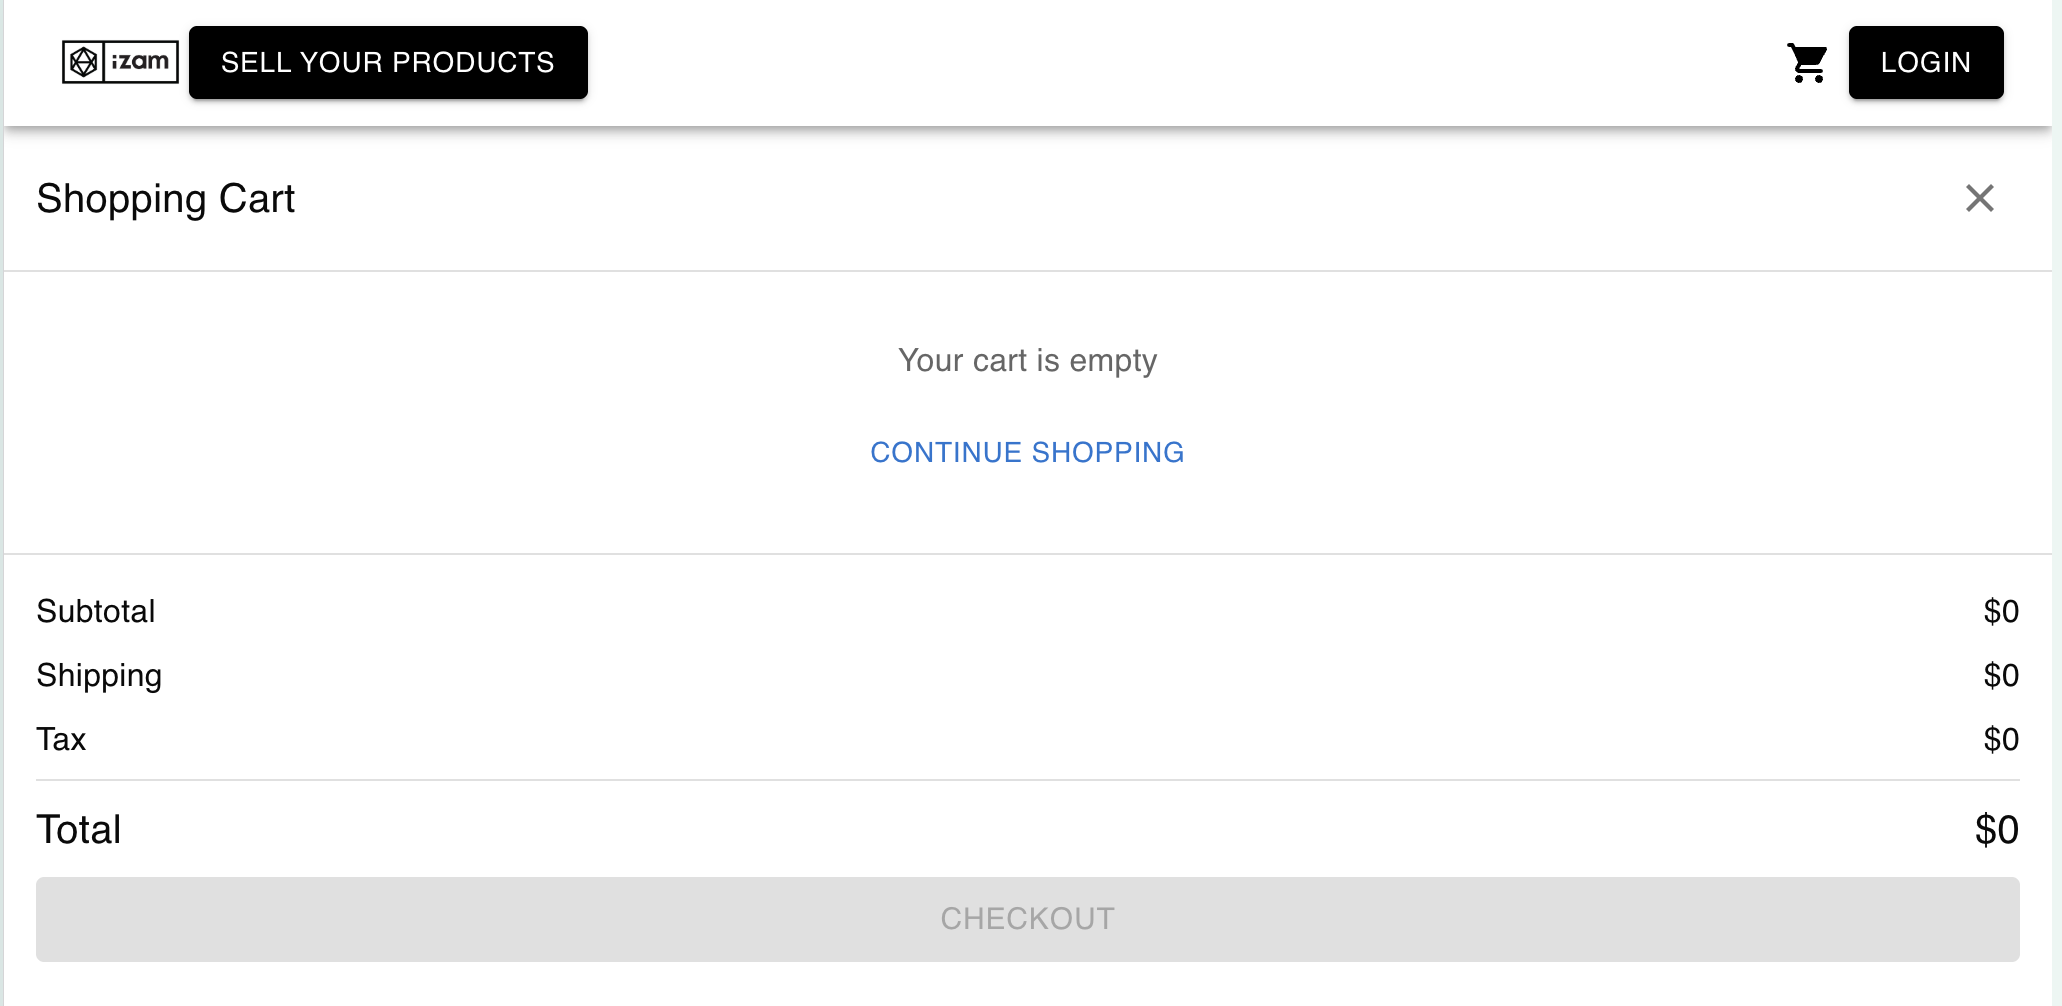 izam
SELL YOUR PRODUCTS
LOGIN
Shopping Cart
Your cart is empty
CONTINUE SHOPPING
Subtotal $0
Shipping $0
Tax $0
Total $0
CHECKOUT